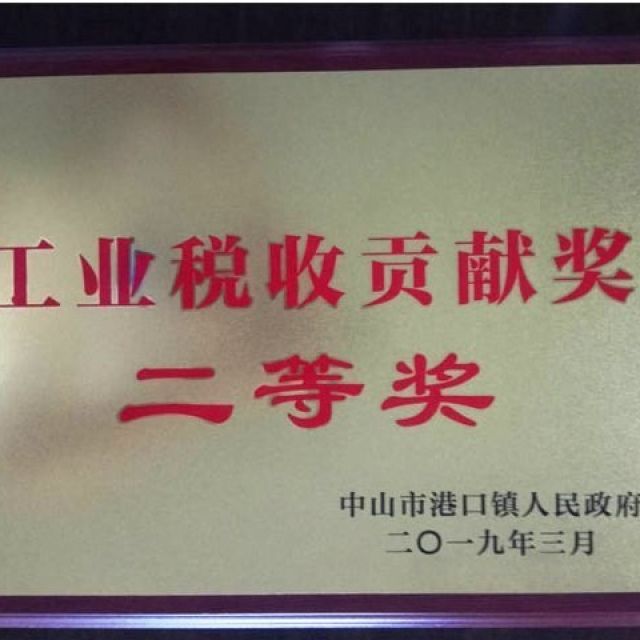 工业税收贡献奖
二等奖
中山市港口镇人民政府
二〇一九年三月